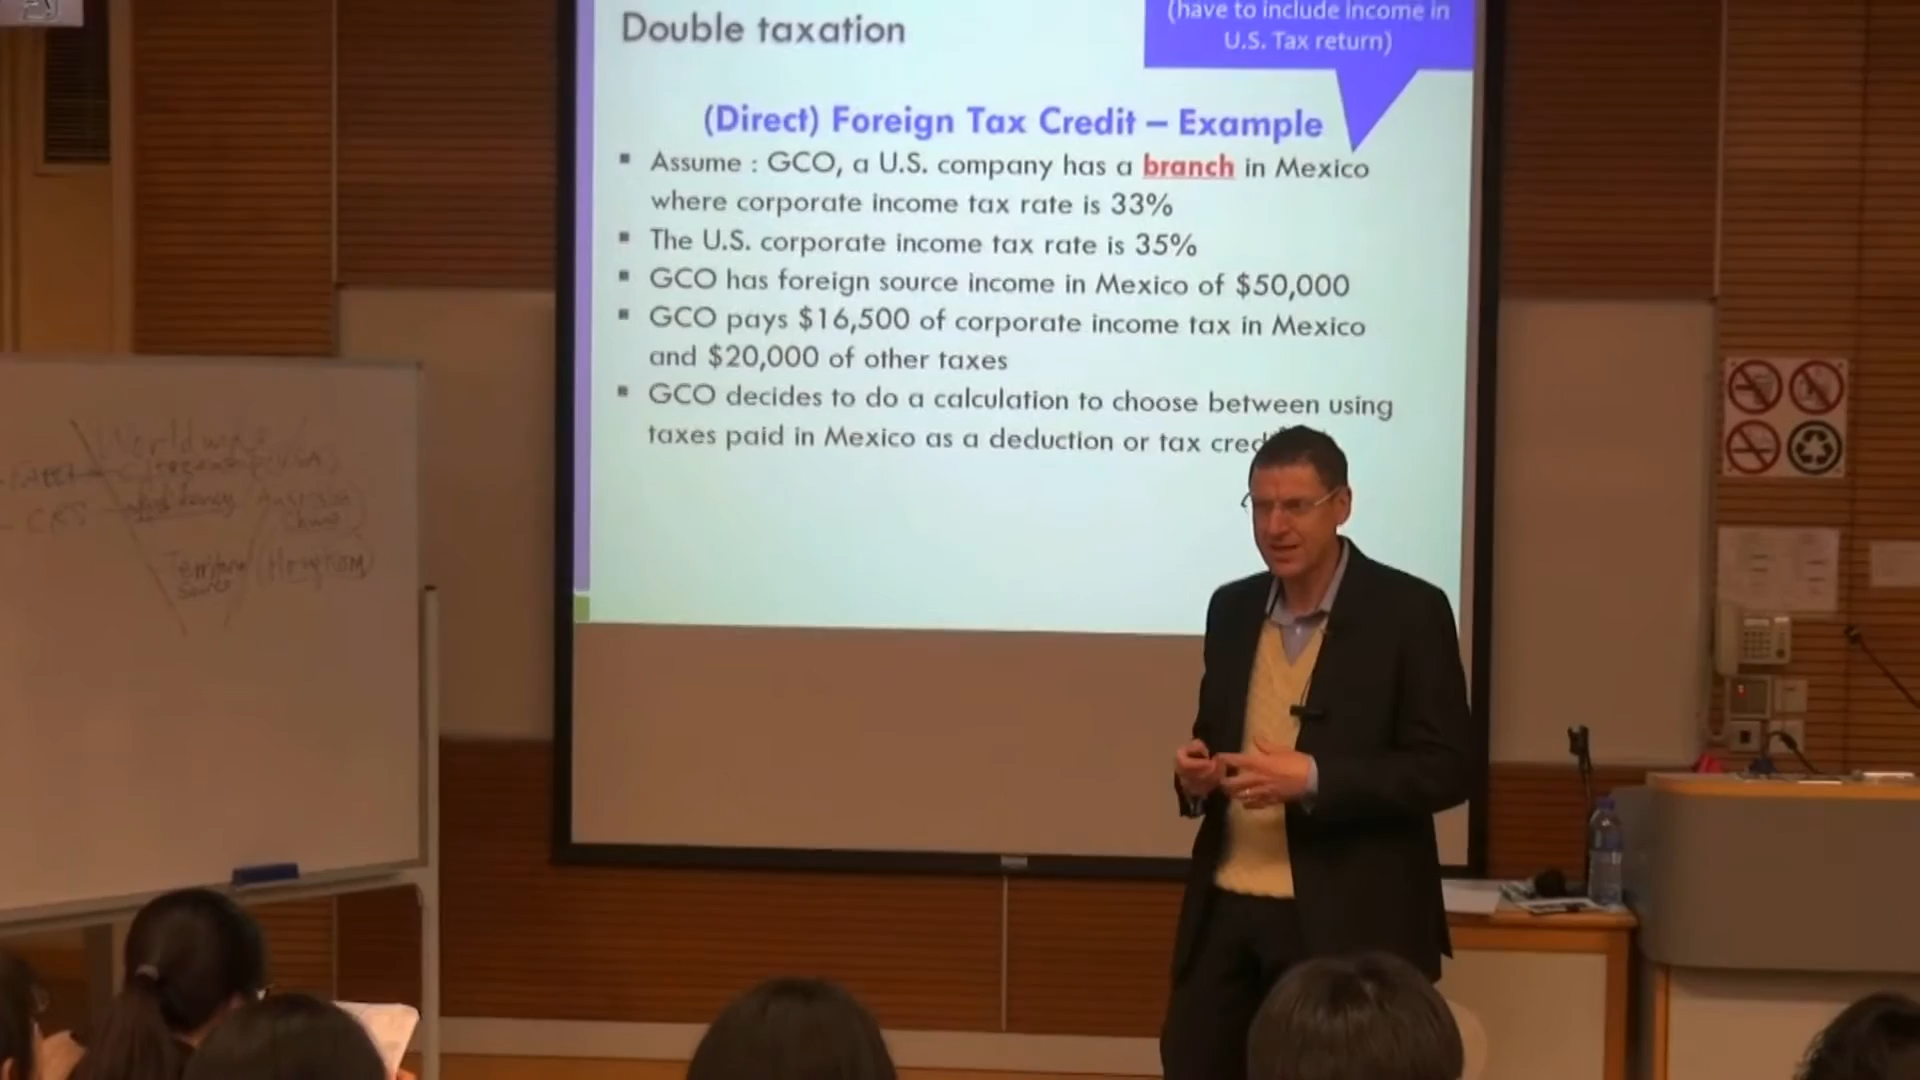 Double taxation
(have to include income in
U.S. Tax return)
(Direct) Foreign Tax Credit – Example
Assume : GCO, a U.S. company has a branch in Mexico
where corporate income tax rate is 33%
The U.S. corporate income tax rate is 35%
GCO has foreign source income in Mexico of $50,000
GCO pays $16,500 of corporate income tax in Mexico
and $20,000 of other taxes
GCO decides to do a calculation to choose between using
taxes paid in Mexico as a deduction or tax cred
CRS